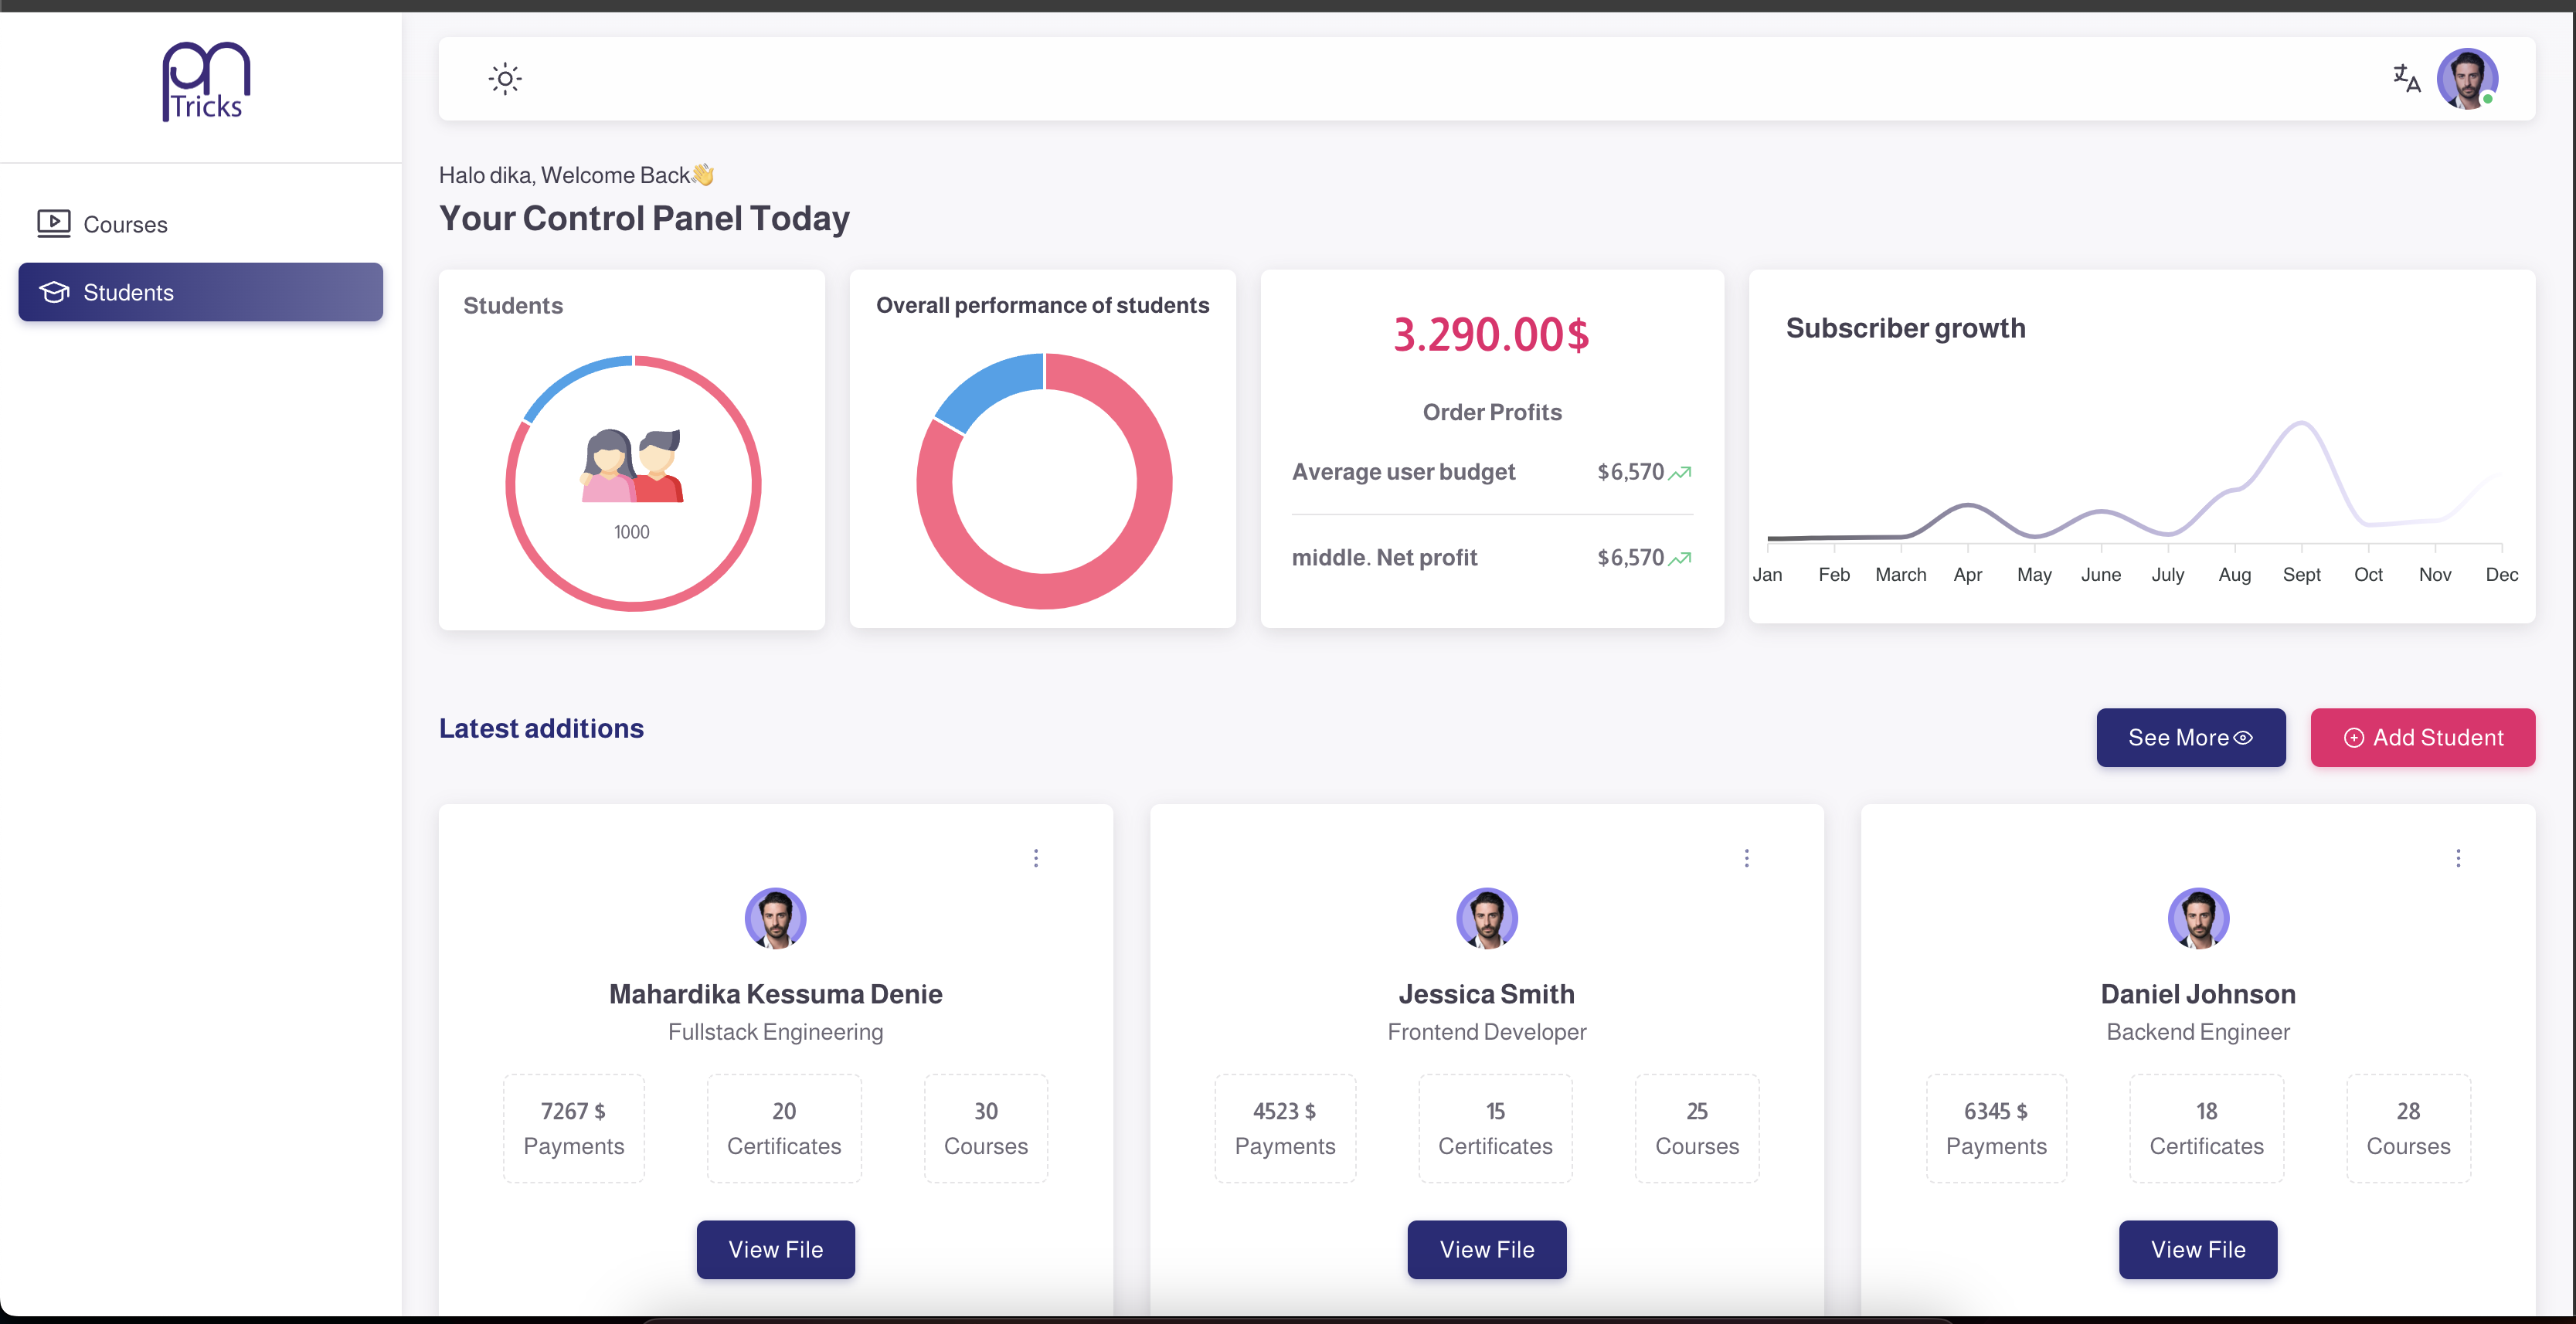 Tricks
Courses
Students
Halo dika, Welcome Back👋
Your Control Panel Today
Students
1000
Overall performance of students
3.290.00$
Order Profits
Average user budget $6,570
middle. Net profit $6,570
Subscriber growth
Jan Feb March Apr May June July Aug Sept Oct Nov Dec
Latest additions
See More
Add Student
Mahardika Kessuma Denie
Fullstack Engineering
7267 $ 20 30
Payments Certificates Courses
View File
Jessica Smith
Frontend Developer
4523 $ 15 25
Payments Certificates Courses
View File
Daniel Johnson
Backend Engineer
6345 $ 18 28
Payments Certificates Courses
View File